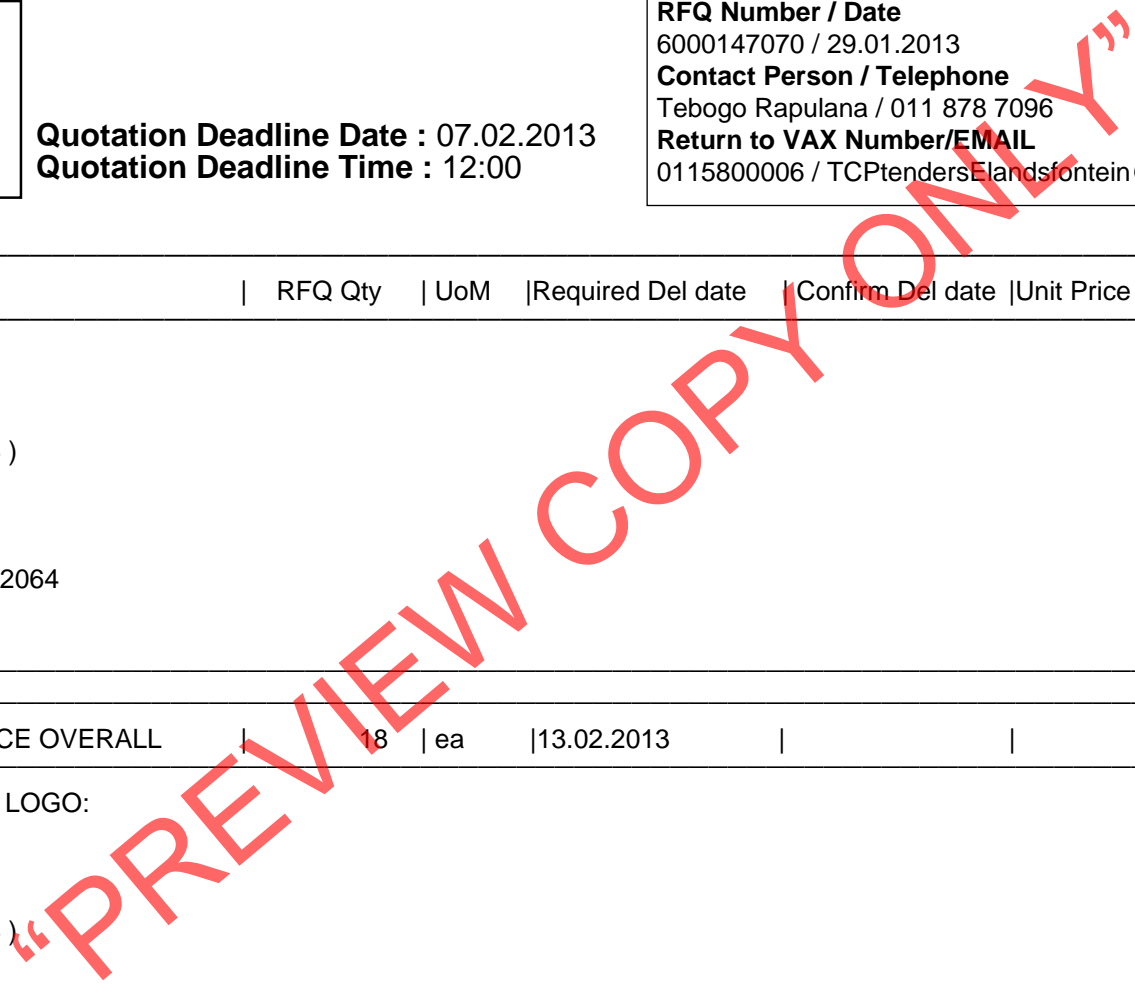 RFQ Number / Date
6000147070 / 29.01.2013
Contact Person / Telephone
Tebogo Rapulana / 011 878 7096
Quotation Deadline Date : 07.02.2013
Return to VAX Number/EMAIL
Quotation Deadline Time : 12:00
0115800006 / TCPtendersElandsfontein
| RFQ Qty | UoM |Required Del date | Confirm Del date |Unit Price
)
2064
CE OVERALL | 18 | ea |13.02.2013 | |
LOGO:
)
“PREVIEW COPY ONLY”